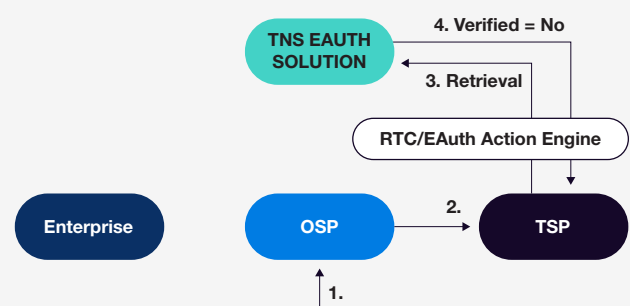 4. Verified = No
TNS EAUTH
SOLUTION
3. Retrieval
RTC/EAuth Action Engine
Enterprise
OSP
2.
TSP
1.